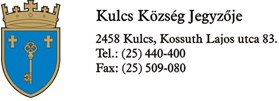 Kulcs Község Jegyzője
2458 Kulcs, Kossuth Lajos utca 83.
Tel.: (25) 440-400
Fax: (25) 509-080